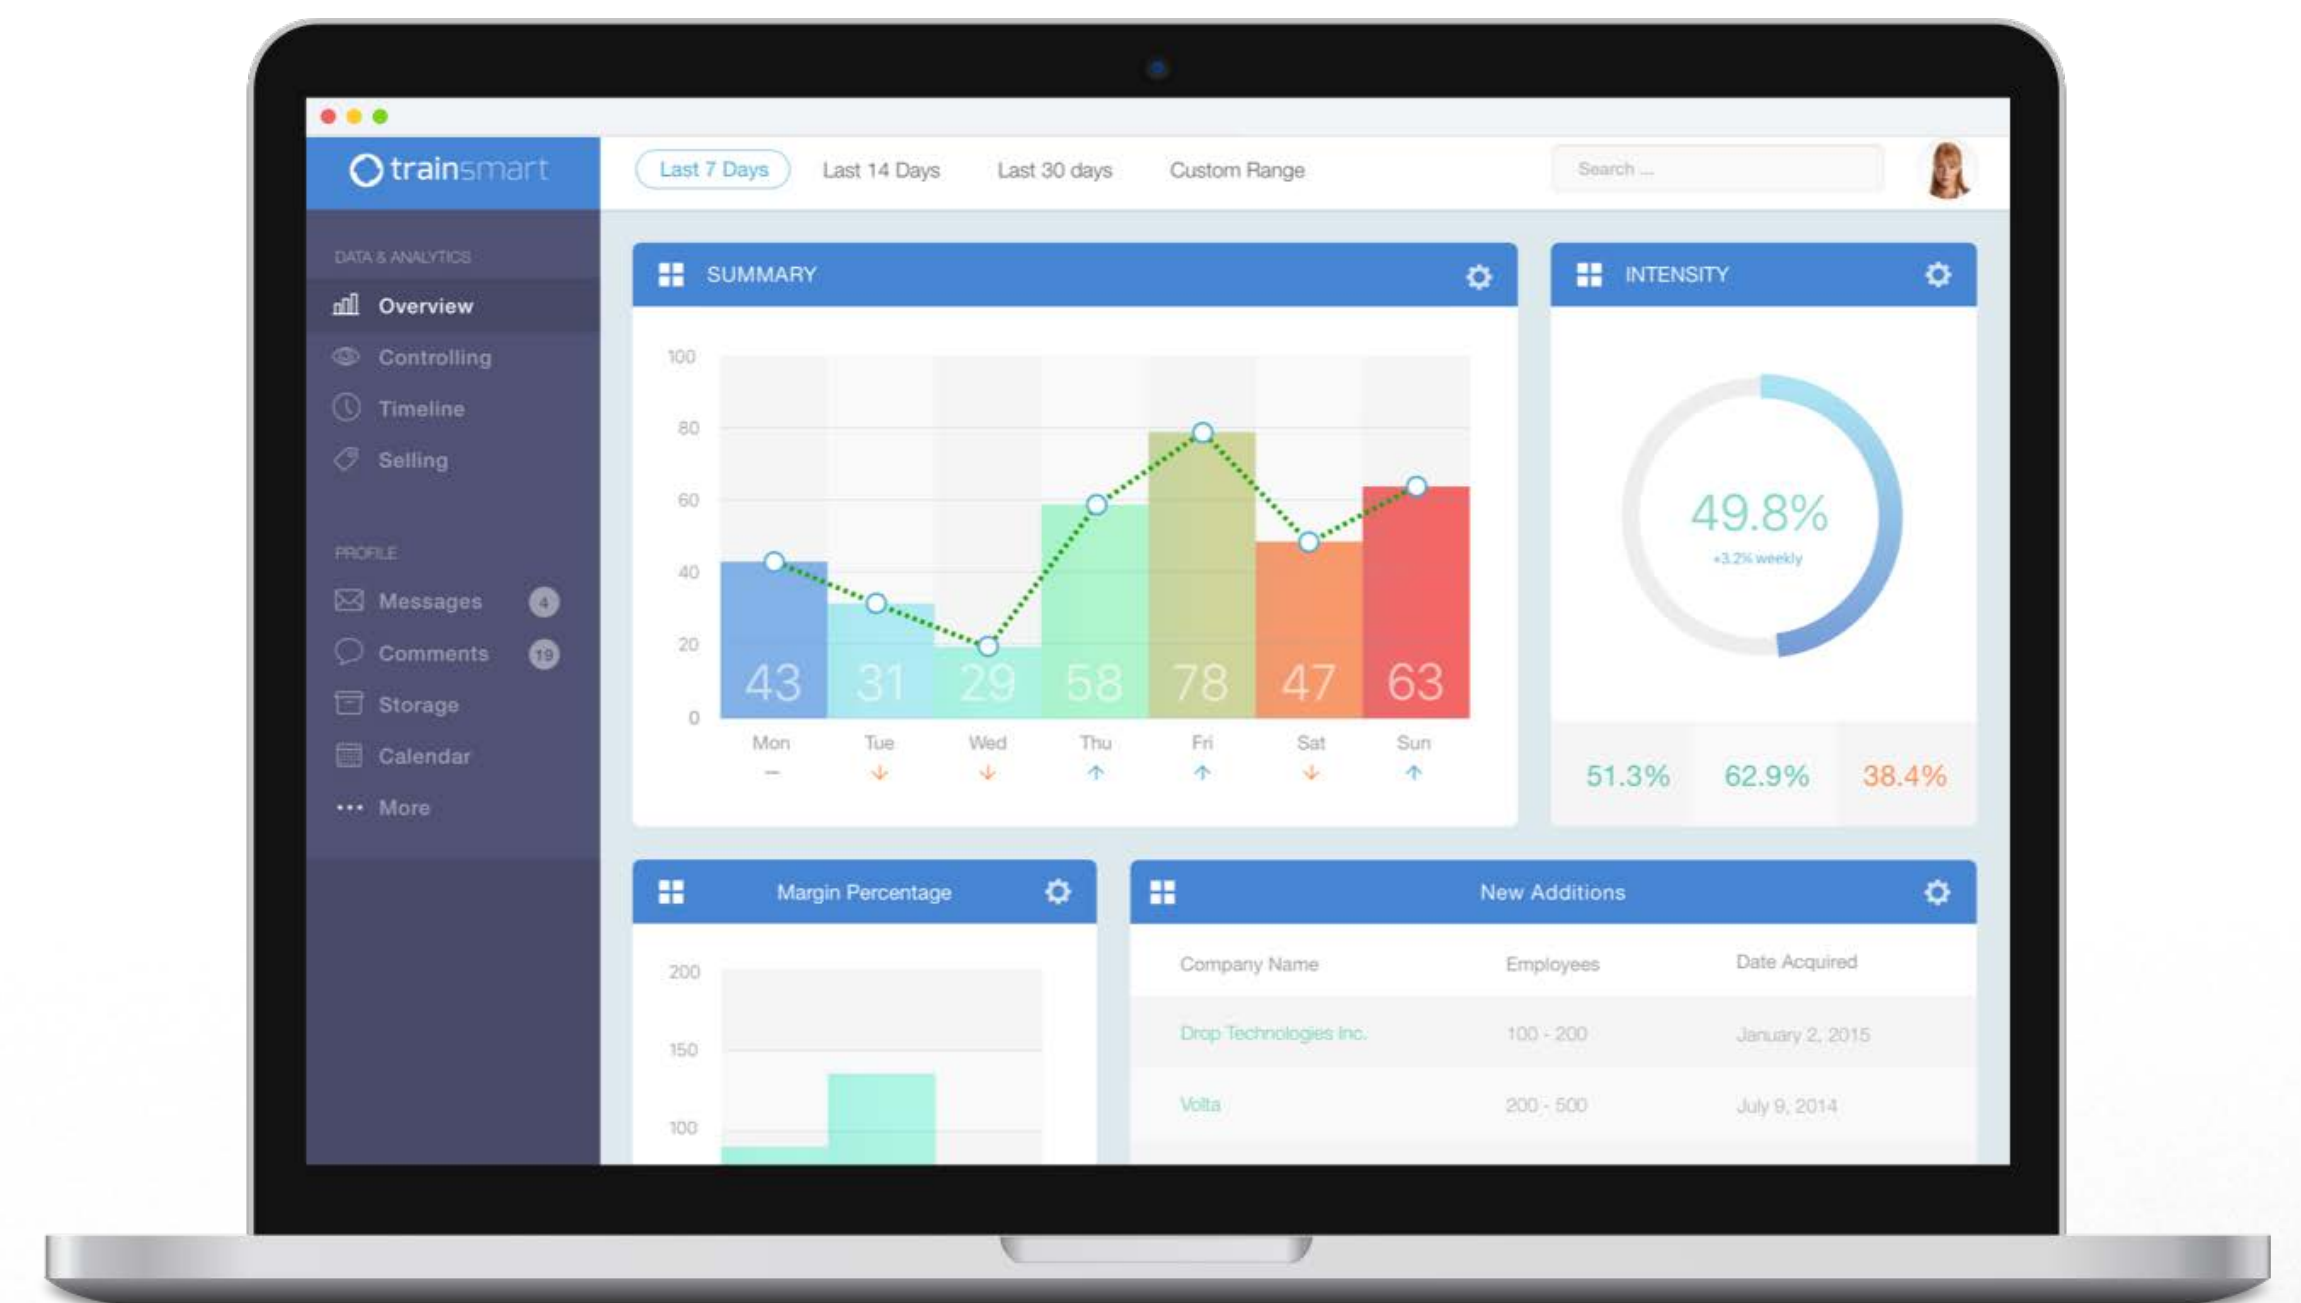 trainsmart
Last 7 Days Last 14 Days Last 30 days Custom Range Search ...
DATA & ANALYTICS
Overview
Controlling
Timeline
Selling
PROFILE
Messages 4
Comments 19
Storage
Calendar
••• More
SUMMARY
100
80
60
40
20
0
43 31 29 58 78 47 63
Mon Tue Wed Thu Fri Sat Sun
INTENSITY
49.8%
+3.2% weekly
51.3% 62.9% 38.4%
Margin Percentage
200
150
100
New Additions
Company Name Employees Date Acquired
Drop Technologies Inc. 100 - 200 January 2, 2015
Volta 200 - 500 July 9, 2014